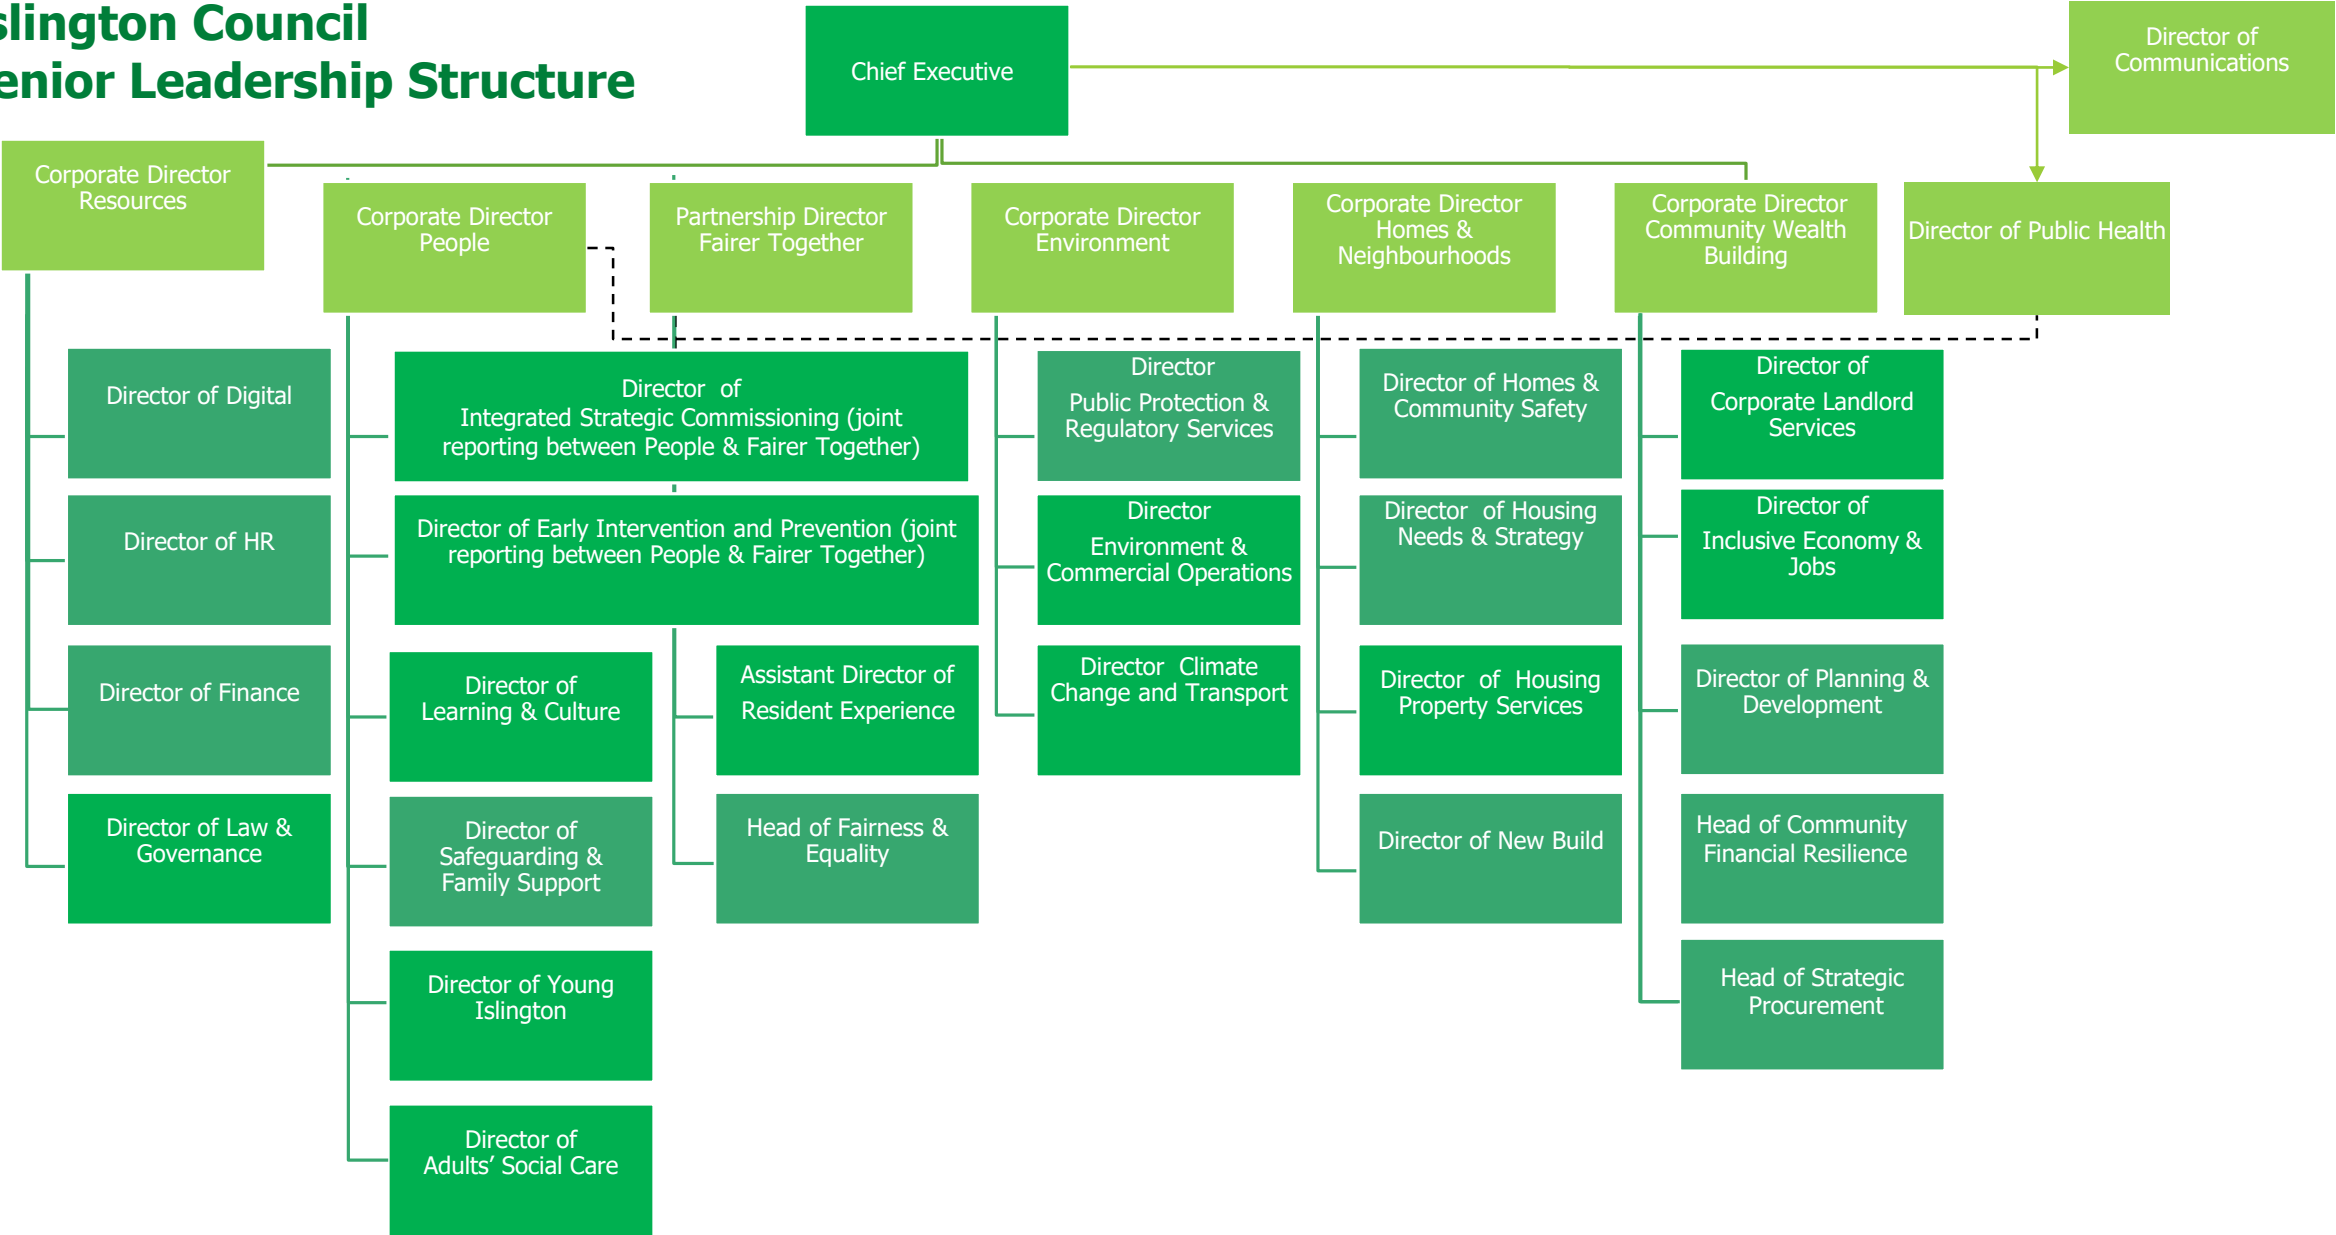 slington Council
enior Leadership Structure
Chief Executive
Director of
Communications
Corporate Director
Resources
Corporate Director
People
Partnership Director
Fairer Together
Corporate Director
Environment
Corporate Director
Homes &
Neighbourhoods
Corporate Director
Community Wealth
Building
Director of Public Health
Director of Digital
Director of HR
Director of Finance
Director of Law &
Governance
Director of
Integrated Strategic Commissioning (joint
reporting between People & Fairer Together)
Director of Early Intervention and Prevention (joint
reporting between People & Fairer Together)
Director of
Learning & Culture
Director of
Safeguarding &
Family Support
Director of Young
Islington
Director of
Adults’ Social Care
Assistant Director of
Resident Experience
Head of Fairness &
Equality
Director
Public Protection &
Regulatory Services
Director
Environment &
Commercial Operations
Director Climate
Change and Transport
Director of Homes &
Community Safety
Director of Housing
Needs & Strategy
Director of Housing
Property Services
Director of New Build
Director of
Corporate Landlord
Services
Director of
Inclusive Economy &
Jobs
Director of Planning &
Development
Head of Community
Financial Resilience
Head of Strategic
Procurement